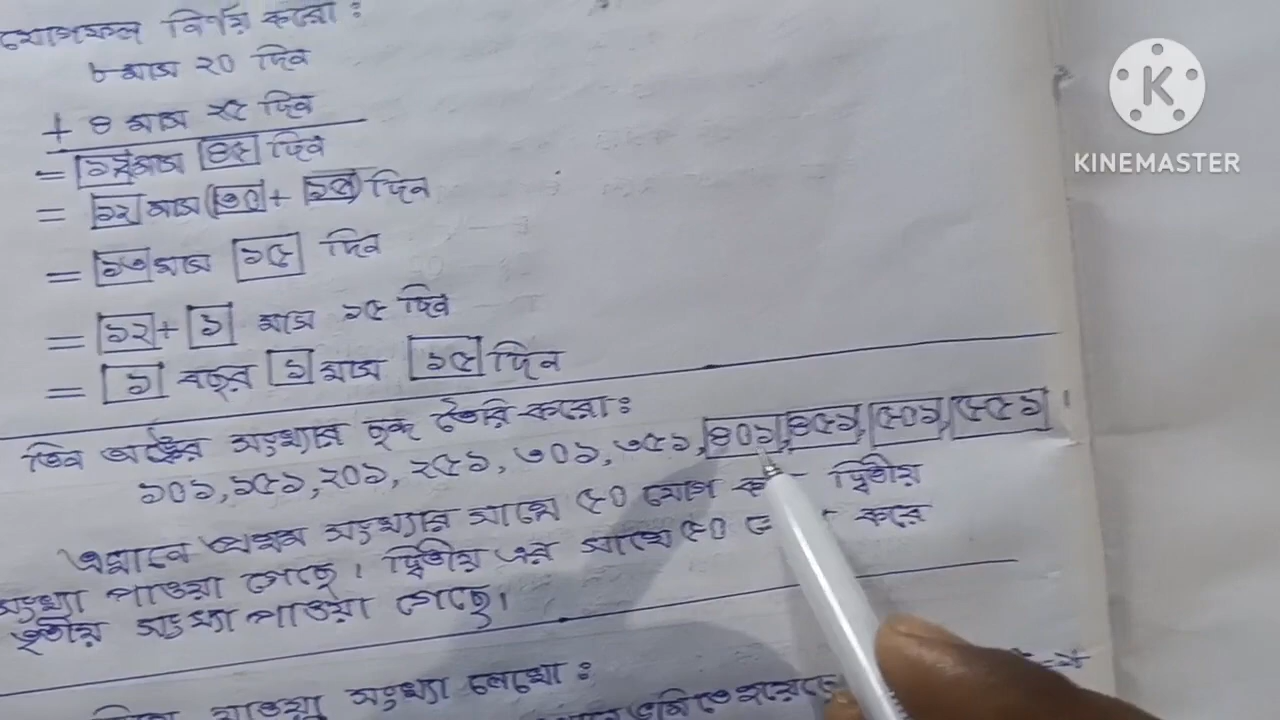 যোগফল নির্ণয় করো :
৮ মাস ২০ দিন
+ ৪ মাস ২৫ দিন
= ১২ মাস ৪৫ দিন
= ১২ মাস (৩০ + ১৫) দিন
= ১৩ মাস ১৫ দিন
= ১২ + ১ মাস ১৫ দিন
= ১ বছর ১ মাস ১৫ দিন
তিন অঙ্কের সংখ্যার ছক তৈরি করো :
১০১, ১৫১, ২০১, ২৫১, ৩০১, ৩৫১, ৪০১, ৪৫১, ৫০১, ৫৫১ ।
এখানে প্রথম সংখ্যার সাথে ৫০ যোগ দ্বিতীয়
সংখ্যা পাওয়া গেছে। দ্বিতীয় এর সাথে ৫০ করে
তৃতীয় সংখ্যা পাওয়া গেছে।
সংখ্যা লেখো :
K
KINEMASTER